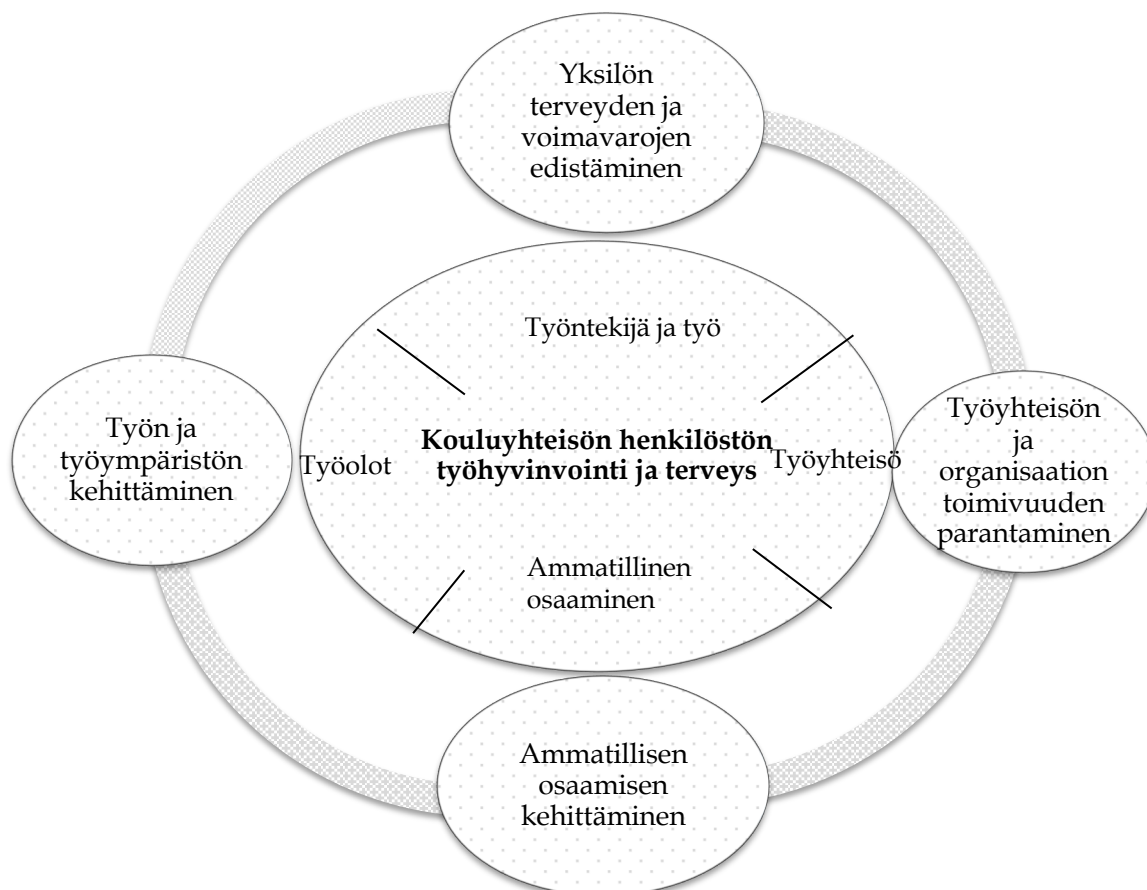 Yksilön
terveyden ja
voimavarojen
edistäminen
Työntekijä ja työ
Työn ja
työympäristön
kehittäminen
Työolot
Kouluyhteisön henkilöstön
työhyvinvointi ja terveys
Työyhteisö
Työyhteisön
ja
organisaation
toimivuuden
parantaminen
Ammatillinen
osaaminen
Ammatillisen
osaamisen
kehittäminen